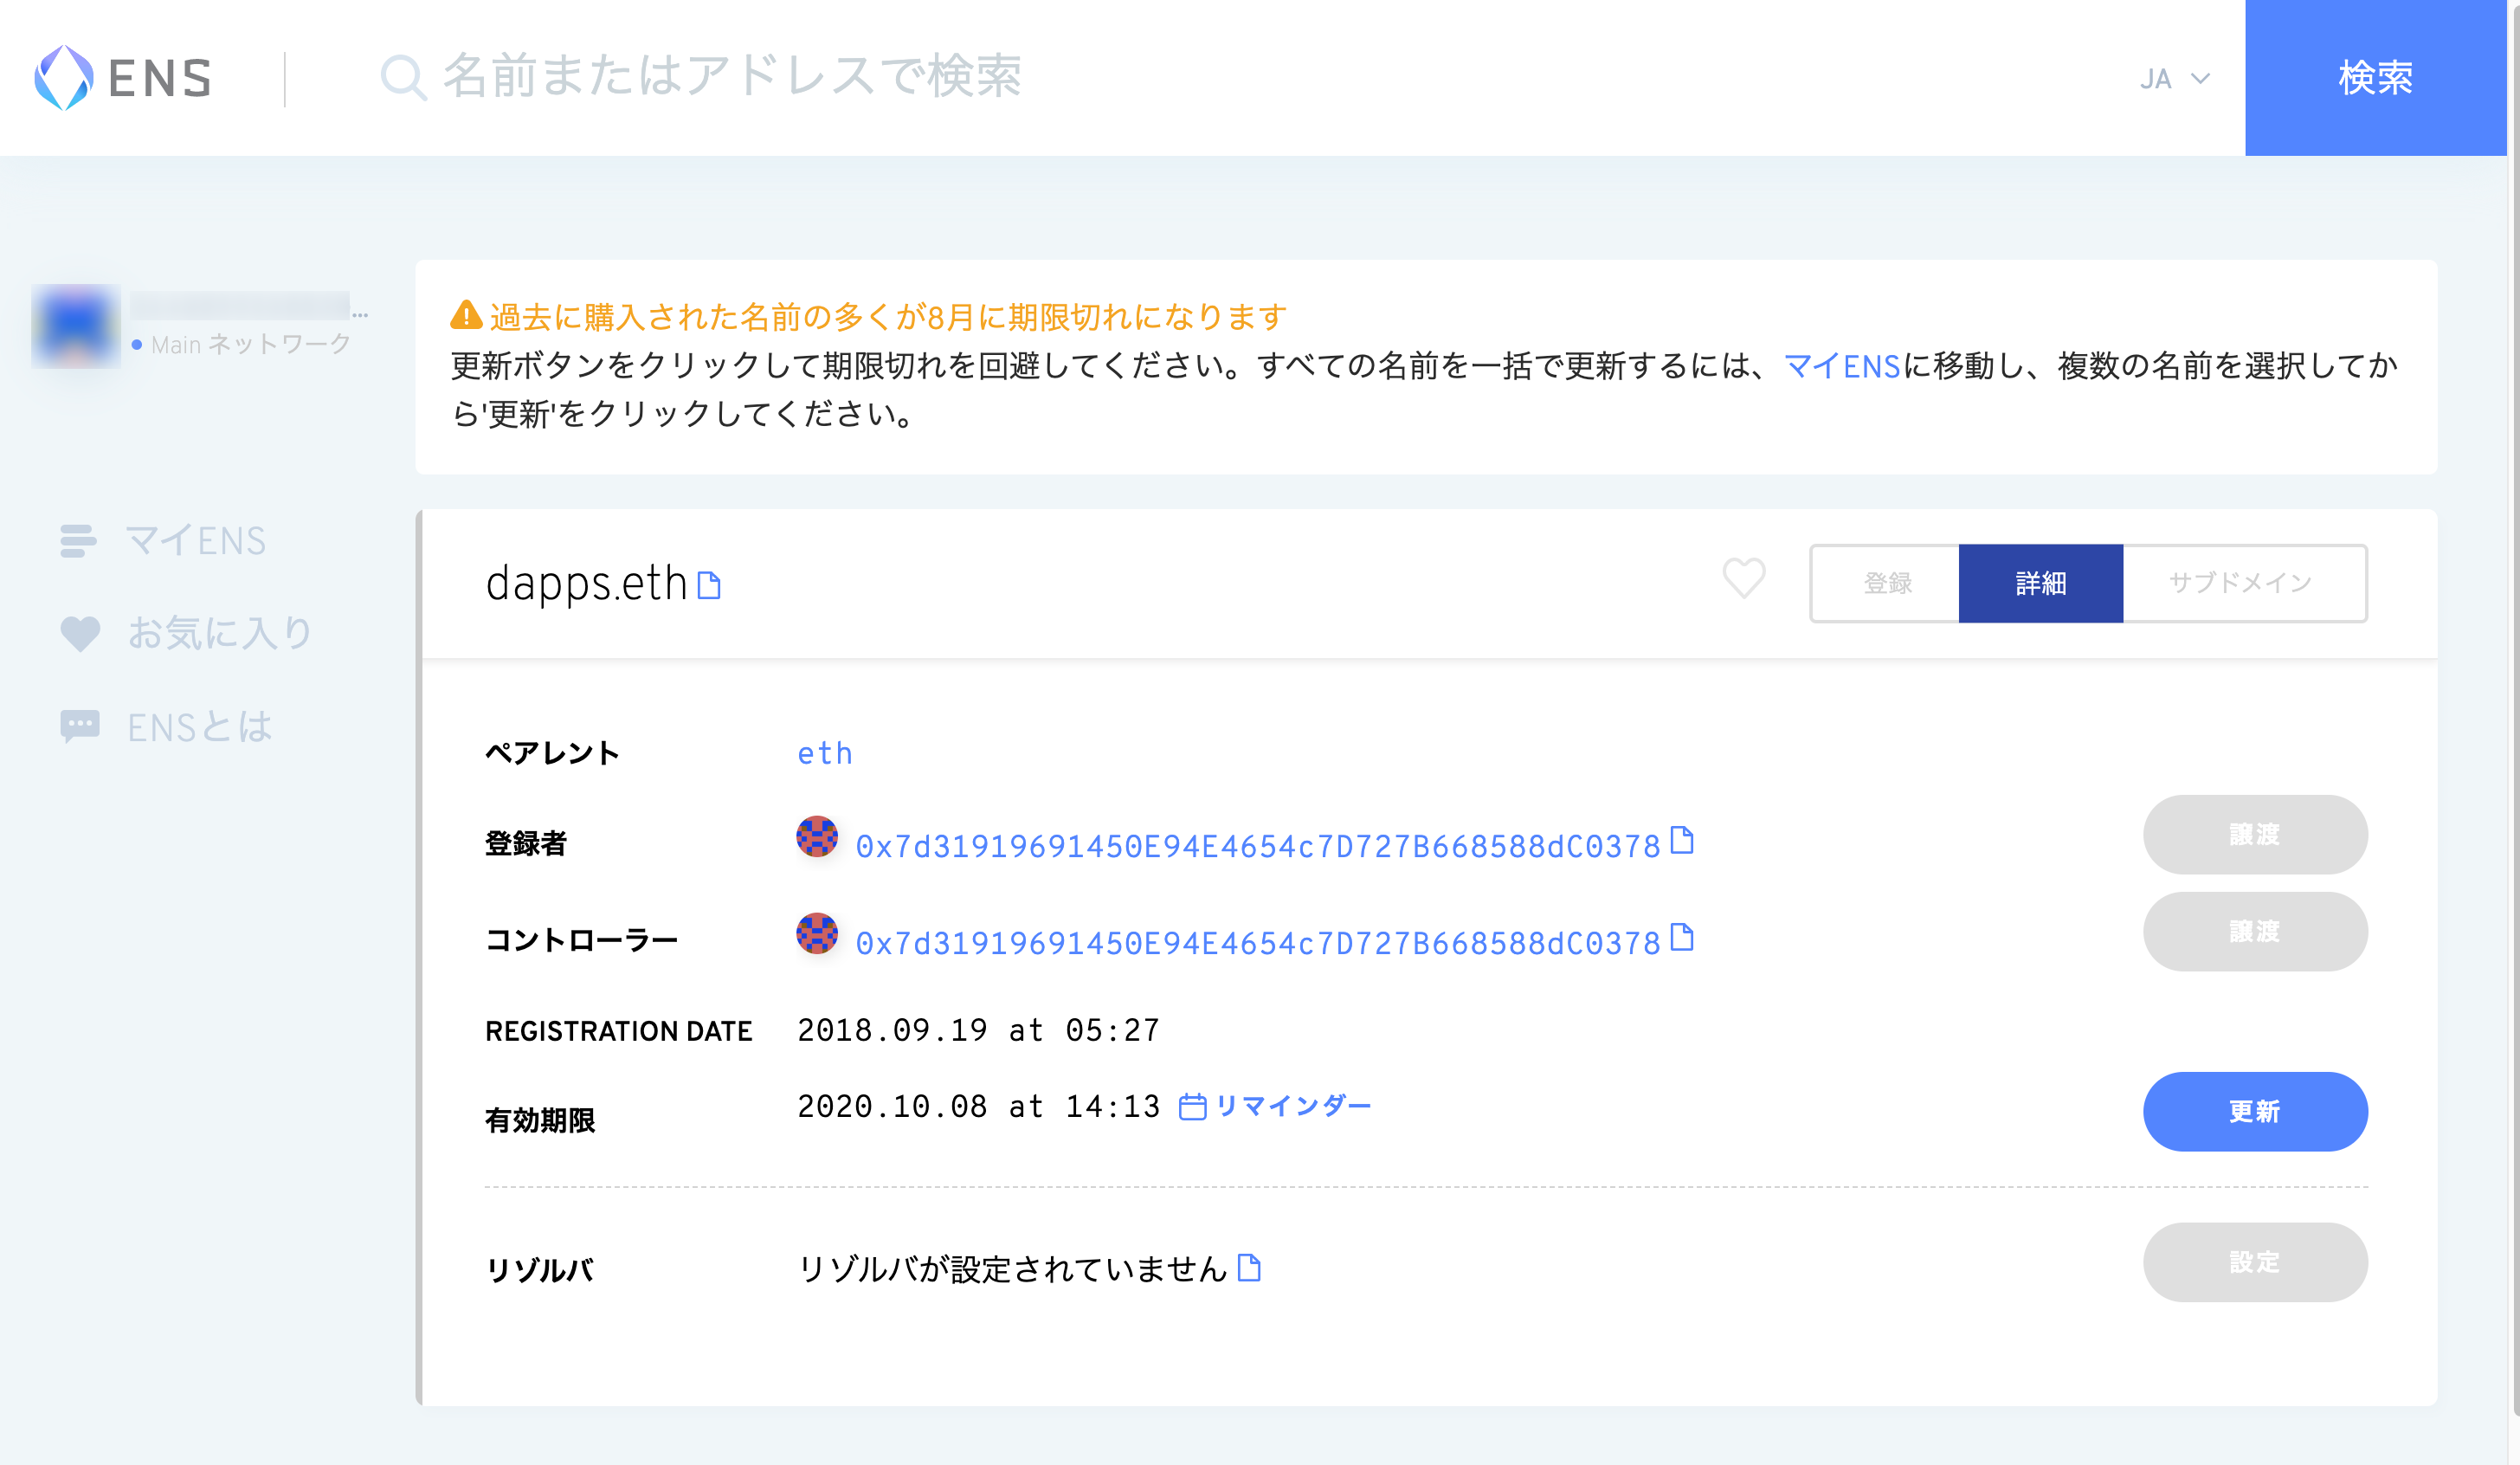 ENS
名前またはアドレスで検索
JA
検索
...
Main ネットワーク
過去に購入された名前の多くが8月に期限切れになります
更新ボタンをクリックして期限切れを回避してください。すべての名前を一括で更新するには、マイENSに移動し、複数の名前を選択してか
ら'更新'をクリックしてください。
マイENS
お気に入り
ENSとは
dapps.eth
登録 詳細 サブドメイン
ペアレント eth
登録者 0x7d31919691450E94E4654c7D727B668588dC0378 譲渡
コントローラー 0x7d31919691450E94E4654c7D727B668588dC0378 譲渡
REGISTRATION DATE 2018.09.19 at 05:27
有効期限 2020.10.08 at 14:13 リマインダー 更新
リゾルバ リゾルバが設定されていません 設定